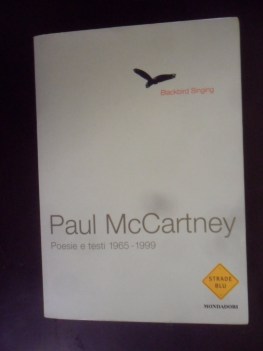 Blackbird Singing
Paul McCartney
Poesie e testi 1965-1999
STRADE
BLU
MONDADORI